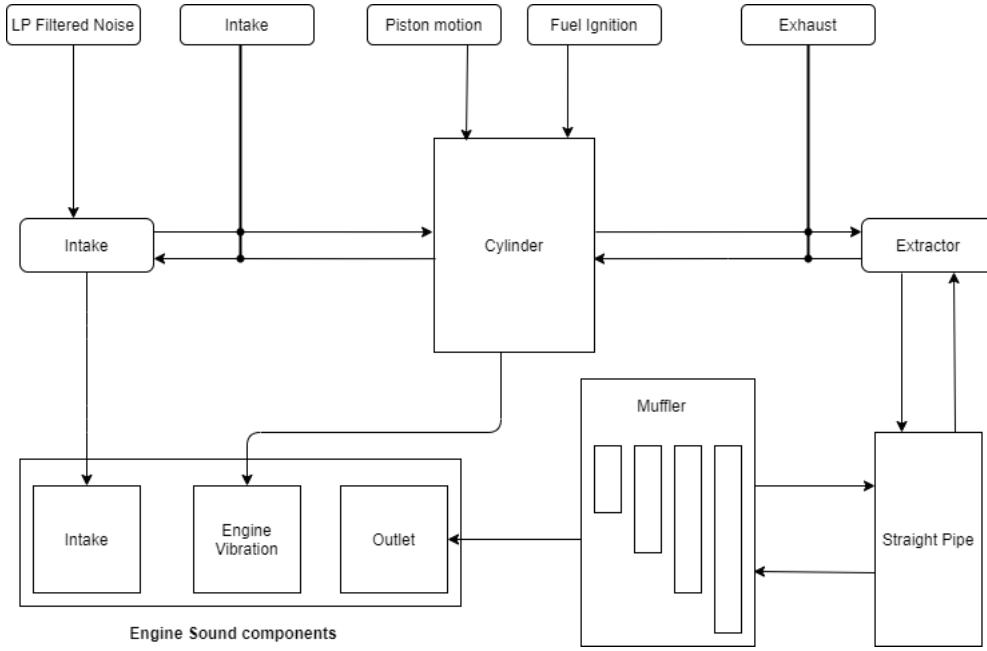 LP Filtered Noise
Intake
Piston motion
Fuel Ignition
Exhaust
Intake
Cylinder
Extractor
Muffler
Intake
Engine
Vibration
Outlet
Straight Pipe
Engine Sound components